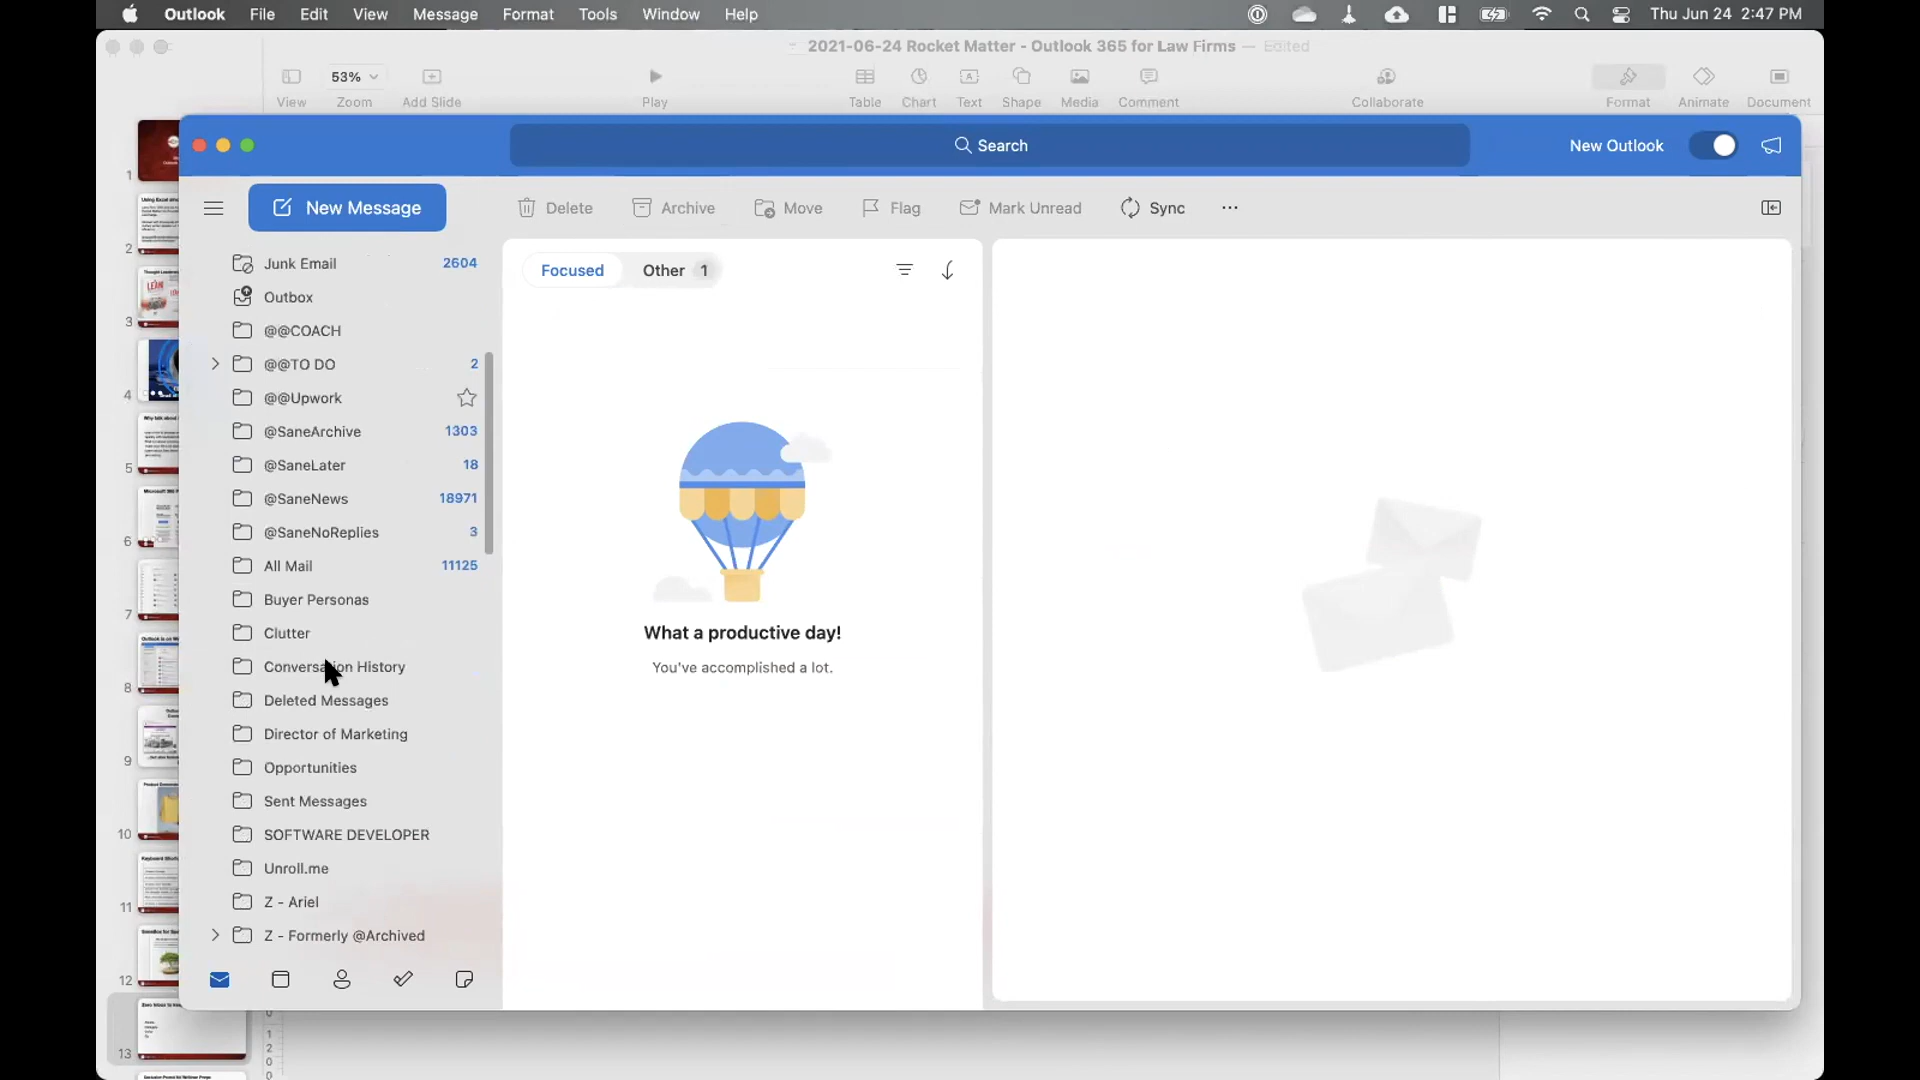 Outlook File Edit View Message Format Tools Window Help Thu Jun 24 2:47 PM
2021-06-24 Rocket Matter - Outlook 365 for Law Firms — Edited
53%
View Zoom Add Slide Play Table Chart Text Shape Media Comment Collaborate Format Animate Document
Search
New Outlook
New Message
Delete Archive Move Flag Mark Unread Sync ...
Focused Other 1
Junk Email 2604
Outbox
@@COACH
@@TO DO 2
@@Upwork
@SaneArchive 1303
@SaneLater 18
@SaneNews 18971
@SaneNoReplies 3
All Mail 11125
Buyer Personas
Clutter
Conversation History
Deleted Messages
Director of Marketing
Opportunities
Sent Messages
SOFTWARE DEVELOPER
Unroll.me
Z - Ariel
Z - Formerly @Archived
What a productive day!
You've accomplished a lot.
1
2
3
4
5
6
7
8
9
10
11
12
13